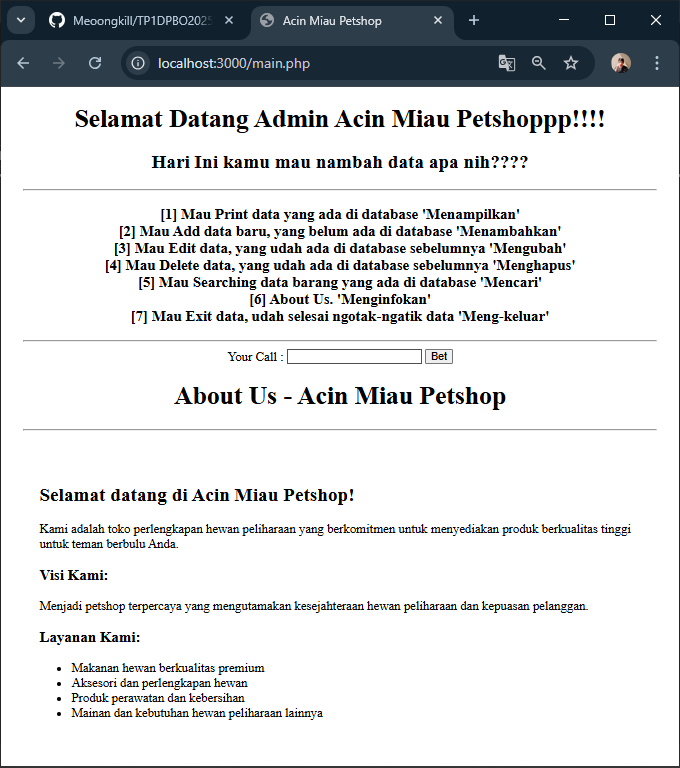 Meoongkill/TP1DPBO2025
Acin Miau Petshop
localhost:3000/main.php
Selamat Datang Admin Acin Miau Petshoppp!!!!
Hari Ini kamu mau nambah data apa nih????
[1] Mau Print data yang ada di database 'Menampilkan'
[2] Mau Add data baru, yang belum ada di database 'Menambahkan'
[3] Mau Edit data, yang udah ada di database sebelumnya 'Mengubah'
[4] Mau Delete data, yang udah ada di database sebelumnya 'Menghapus'
[5] Mau Searching data barang yang ada di database 'Mencari'
[6] About Us. 'Menginfokan'
[7] Mau Exit data, udah selesai ngotak-ngatik data 'Meng-keluar'
Your Call : Bet
About Us - Acin Miau Petshop
Selamat datang di Acin Miau Petshop!
Kami adalah toko perlengkapan hewan peliharaan yang berkomitmen untuk menyediakan produk berkualitas tinggi
untuk teman berbulu Anda.
Visi Kami:
Menjadi petshop terpercaya yang mengutamakan kesejahteraan hewan peliharaan dan kepuasan pelanggan.
Layanan Kami:
• Makanan hewan berkualitas premium
• Aksesori dan perlengkapan hewan
• Produk perawatan dan kebersihan
• Mainan dan kebutuhan hewan peliharaan lainnya